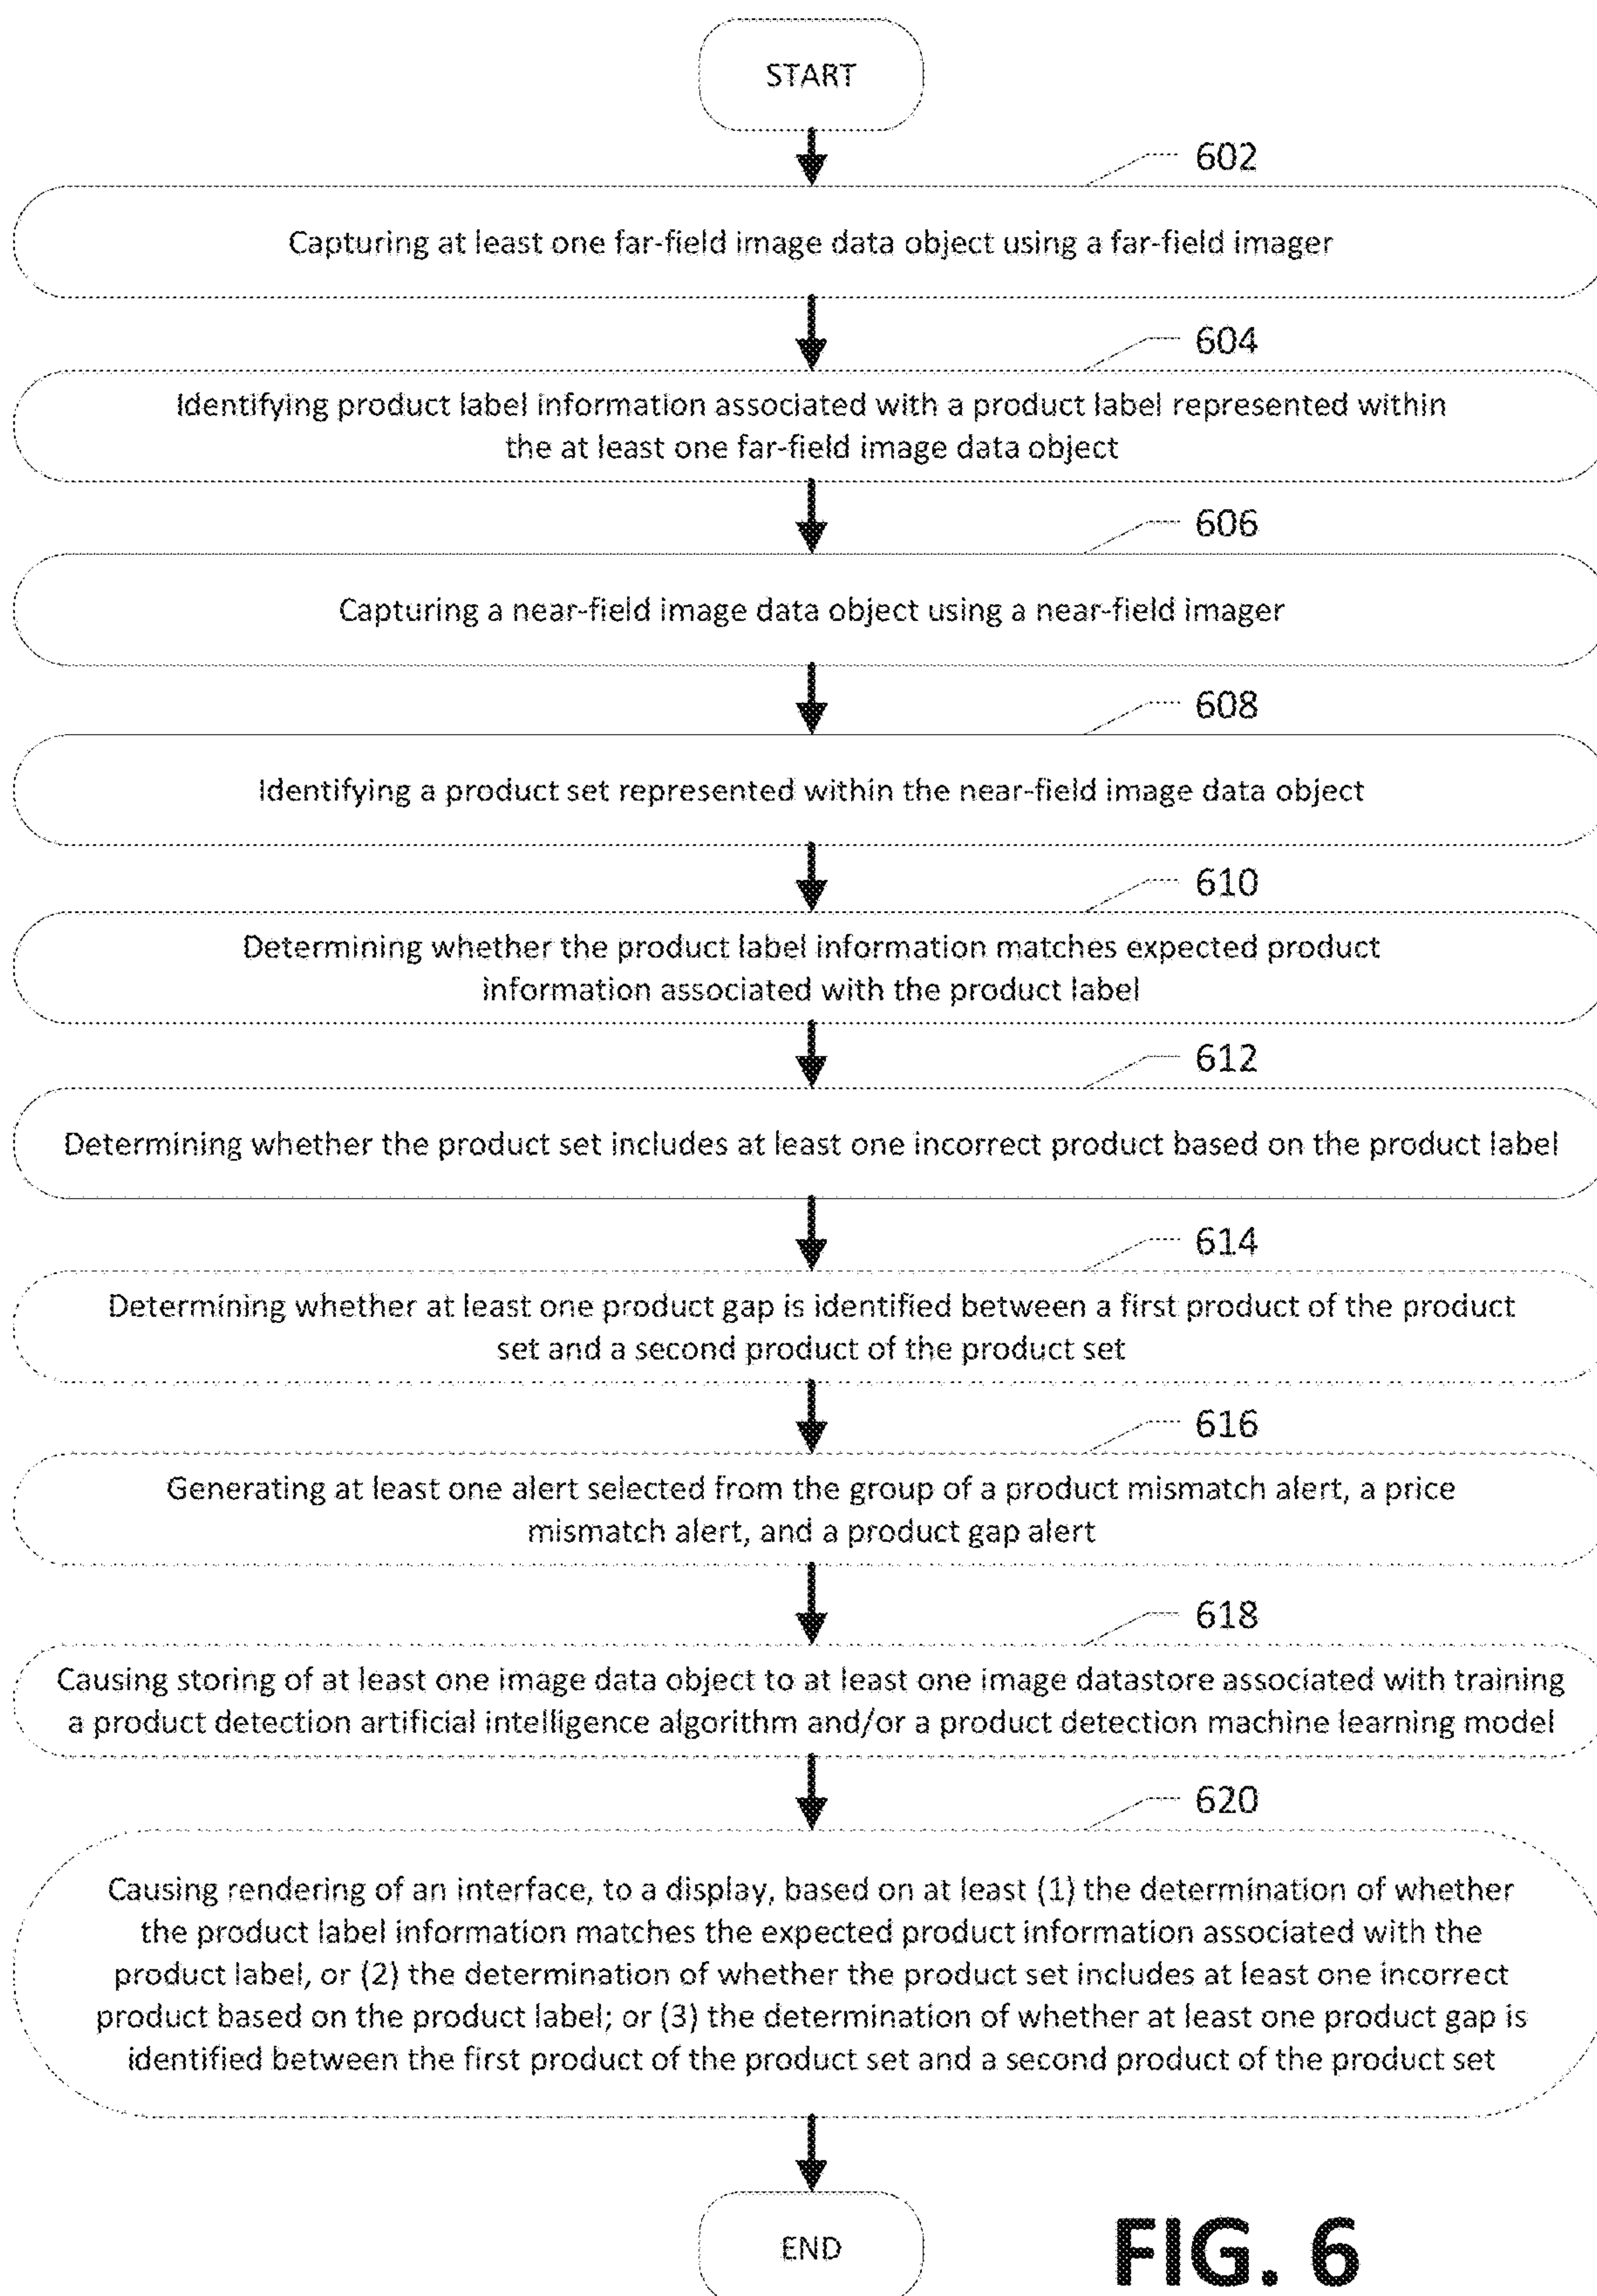 START
602
Capturing at least one far-field image data object using a far-field imager
604
Identifying product label information associated with a product label represented within
the at least one far-field image data object
606
Capturing a near-field image data object using a near-field imager
608
Identifying a product set represented within the near-field image data object
610
Determining whether the product label information matches expected product
information associated with the product label
612
Determining whether the product set includes at least one incorrect product based on the product label
614
Determining whether at least one product gap is identified between a first product of the product
set and a second product of the product set
616
Generating at least one alert selected from the group of a product mismatch alert, a price
mismatch alert, and a product gap alert
618
Causing storing of at least one image data object to at least one image datastore associated with training
a product detection artificial intelligence algorithm and/or a product detection machine learning model
620
Causing rendering of an interface, to a display, based on at least (1) the determination of whether
the product label information matches the expected product information associated with the
product label, or (2) the determination of whether the product set includes at least one incorrect
product based on the product label; or (3) the determination of whether at least one product gap is
identified between the first product of the product set and a second product of the product set
END
FIG. 6